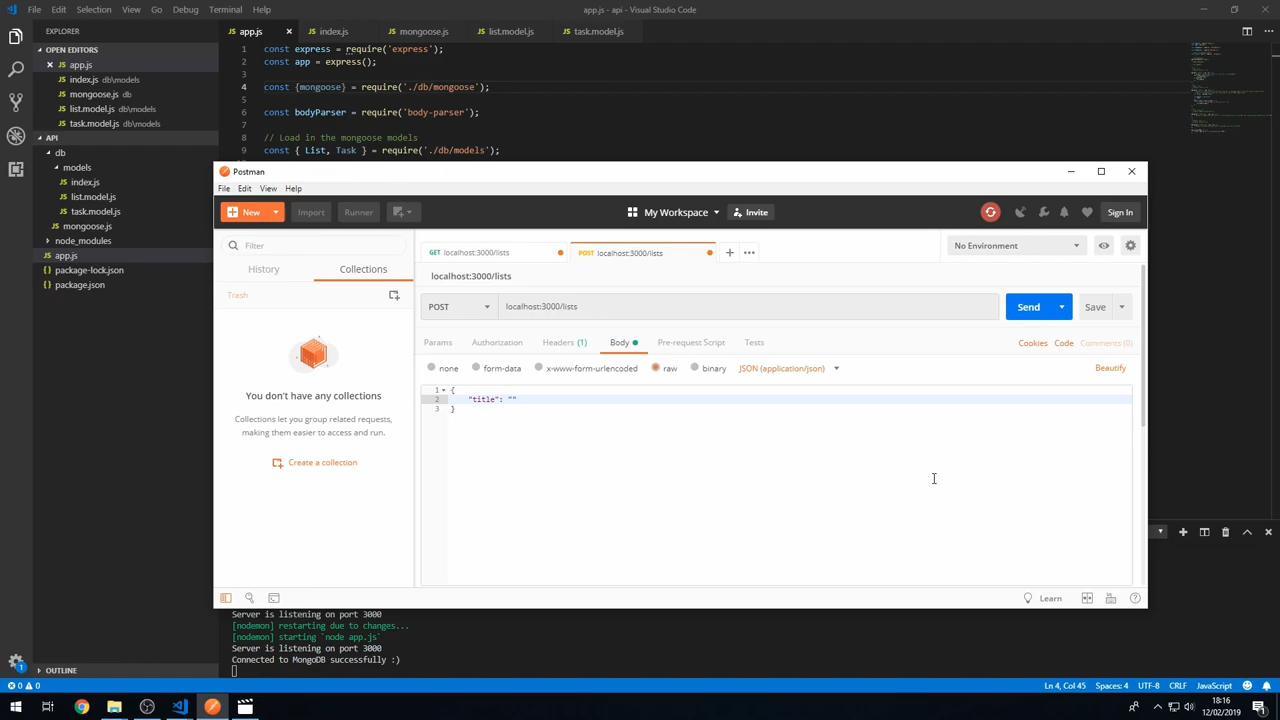 File Edit Selection View Go Debug Terminal Help
app.js - api - Visual Studio Code
EXPLORER
OPEN EDITORS
app.js
index.js db\models
mongoose.js db
list.model.js db\models
task.model.js db\models
API
db
models
index.js
list.model.js
task.model.js
mongoose.js
node_modules
app.js
package-lock.json
package.json
OUTLINE
app.js index.js mongoose.js list.model.js task.model.js
1 const express = require('express');
2 const app = express();
3
4 const {mongoose} = require('./db/mongoose');
5
6 const bodyParser = require('body-parser');
7
8 // Load in the mongoose models
9 const { List, Task } = require('./db/models');
Postman
File Edit View Help
New Import Runner
My Workspace Invite
Sign In
Filter
History Collections
Trash
You don't have any collections
Collections let you group related requests,
making them easier to access and run.
Create a collection
GET localhost:3000/lists POST localhost:3000/lists
No Environment
localhost:3000/lists
POST localhost:3000/lists Send Save
Params Authorization Headers (1) Body Pre-request Script Tests Cookies Code Comments (0)
none form-data x-www-form-urlencoded raw binary JSON (application/json) Beautify
1 {
2 "title": ""
3 }
Learn
Server is listening on port 3000
[nodemon] restarting due to changes...
[nodemon] starting `node app.js`
Server is listening on port 3000
Connected to MongoDB successfully :)
0 0 Ln 4, Col 45 Spaces: 4 UTF-8 CRLF JavaScript 1
18:16
12/02/2019